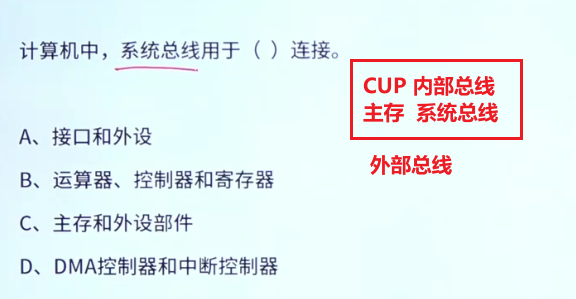 计算机中，系统总线用于（ ）连接。
CUP 内部总线
主存 系统总线
外部总线
A、接口和外设
B、运算器、控制器和寄存器
C、主存和外设部件
D、DMA控制器和中断控制器